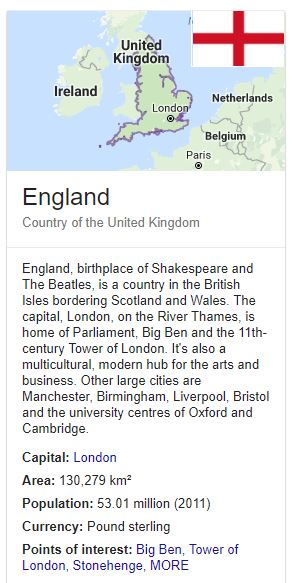 United
Kingdom
Ireland
London
Netherlands
Belgium
Paris
England
Country of the United Kingdom
England, birthplace of Shakespeare and
The Beatles, is a country in the British
Isles bordering Scotland and Wales. The
capital, London, on the River Thames, is
home of Parliament, Big Ben and the 11th-
century Tower of London. It's also a
multicultural, modern hub for the arts and
business. Other large cities are
Manchester, Birmingham, Liverpool, Bristol
and the university centres of Oxford and
Cambridge.
Capital: London
Area: 130,279 km²
Population: 53.01 million (2011)
Currency: Pound sterling
Points of interest: Big Ben, Tower of
London, Stonehenge, MORE